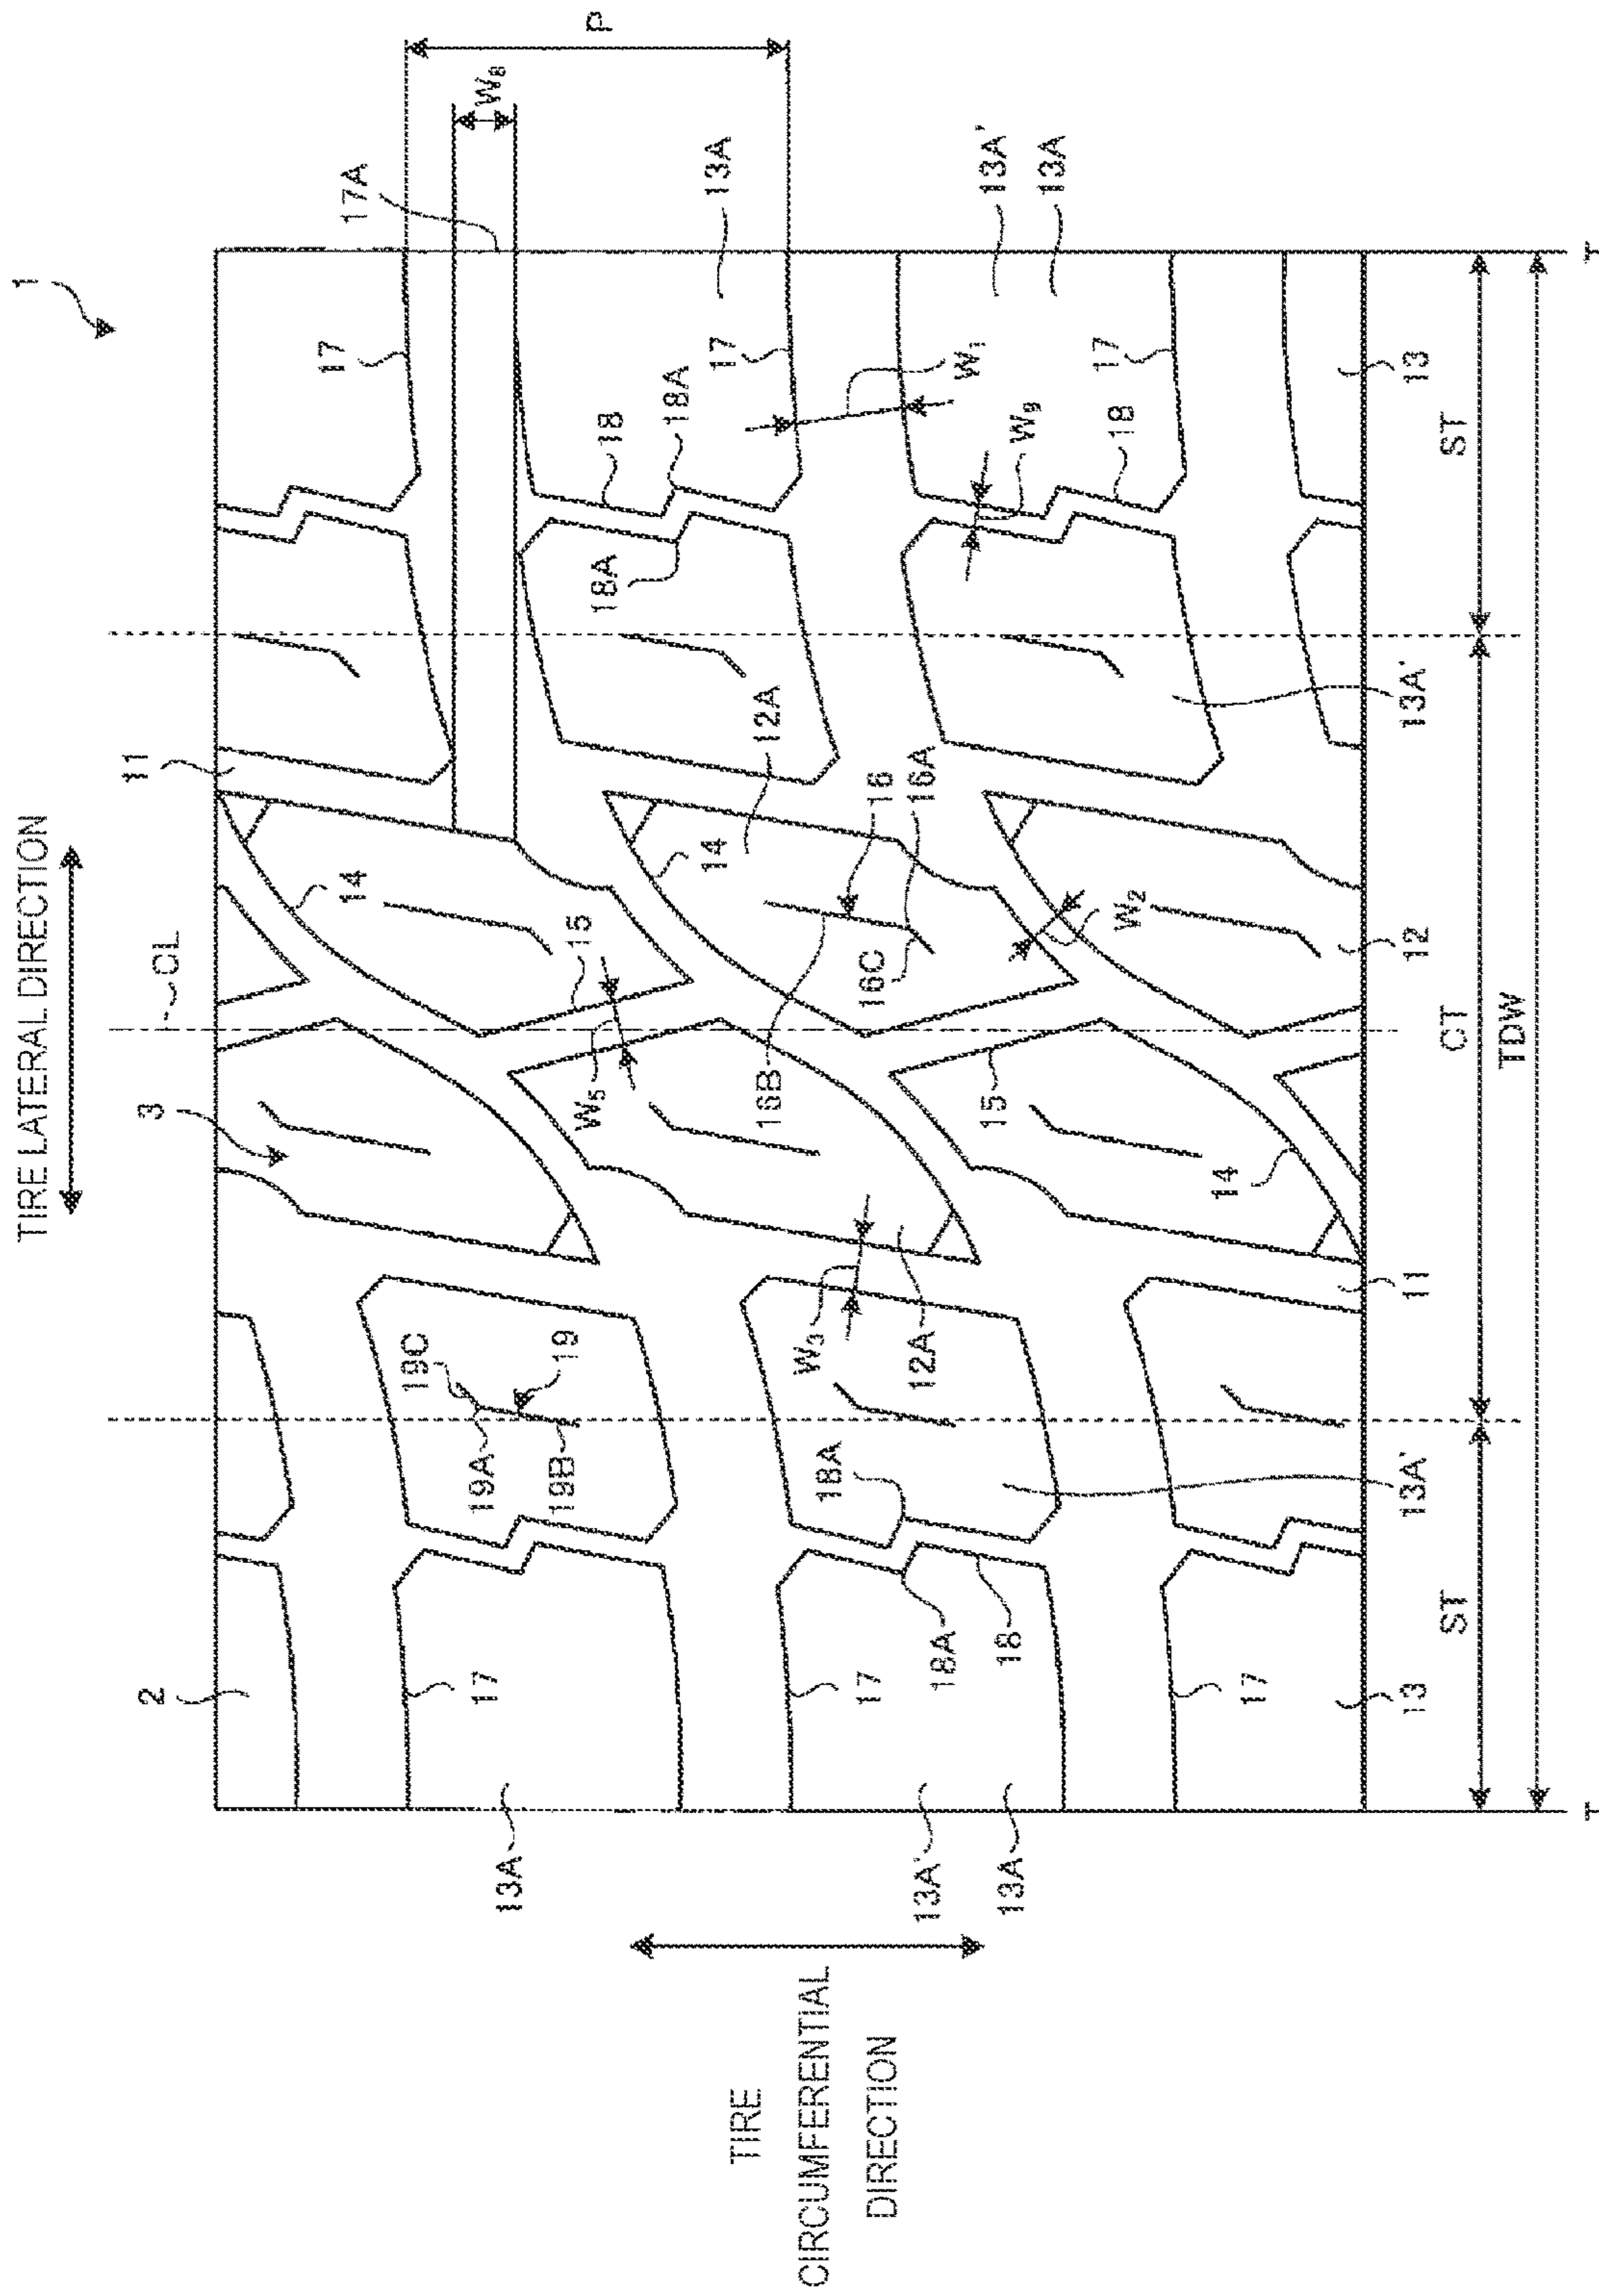 TIRE LATERAL DIRECTION
1
2
3
CL
11
17A
17
14
19C
19A
17
W8
13A
19B
19
W5
15
18A
18
P
18A
14
17
13A
TIRE
CIRCUMFERENTIAL
DIRECTION
16B
12A
W3
18A
17
16C
16
12A
16A
13A'
18A
W1
15
13A'
13A
18
W9
13A
17
18
W2
14
17
13
13A'
11
12
13A'
13
ST
CT
ST
TDW
T
T